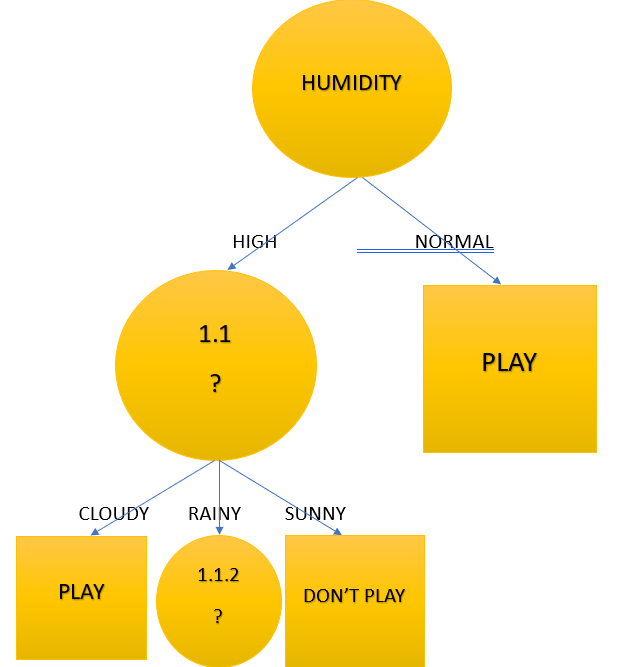 HUMIDITY
HIGH
NORMAL
1.1
?
PLAY
CLOUDY
RAINY
SUNNY
PLAY
1.1.2
?
DON’T PLAY